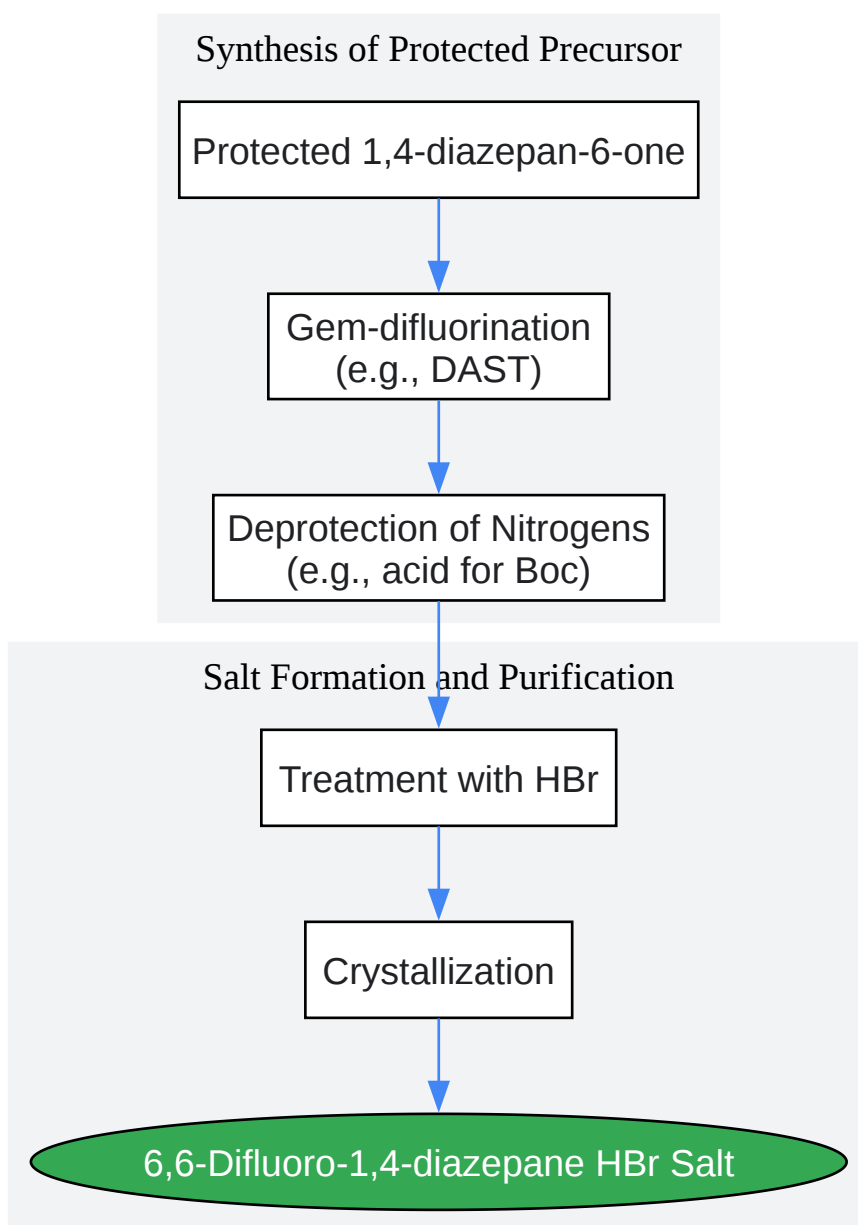 Synthesis of Protected Precursor
Protected 1,4-diazepan-6-one
Gem-difluorination
(e.g., DAST)
Deprotection of Nitrogens
(e.g., acid for Boc)
Salt Formation and Purification
Treatment with HBr
Crystallization
6,6-Difluoro-1,4-diazepane HBr Salt